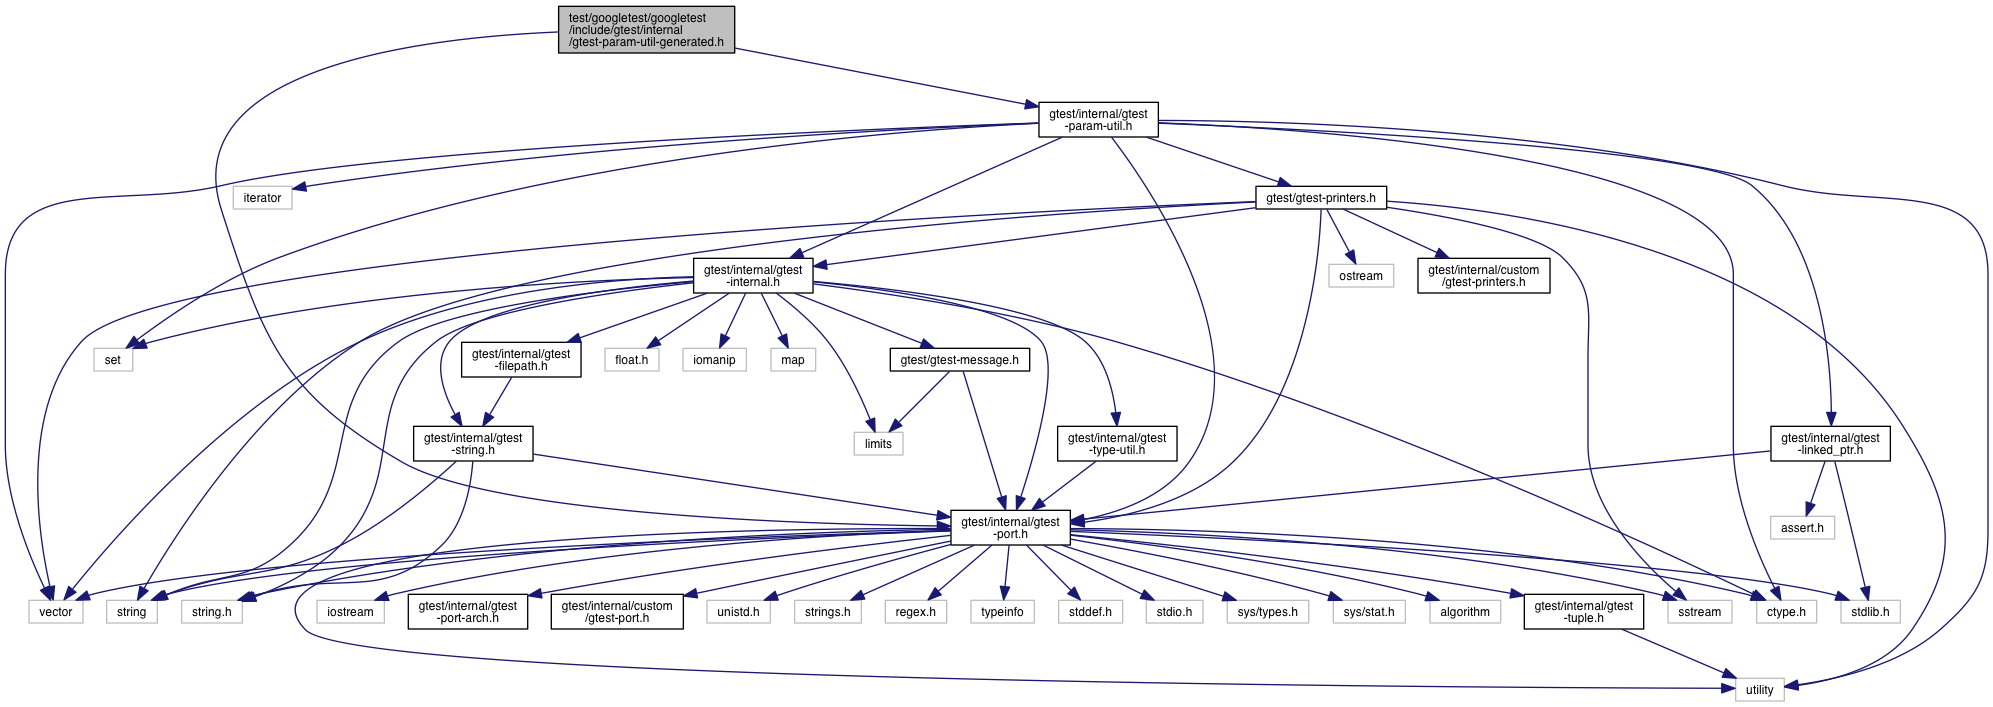 test/googletest/googletest
/include/gtest/internal
/gtest-param-util-generated.h
gtest/internal/gtest
-param-util.h
iterator
gtest/gtest-printers.h
gtest/internal/gtest
-internal.h
ostream
gtest/internal/custom
/gtest-printers.h
set
gtest/internal/gtest
-filepath.h
float.h
iomanip
map
gtest/gtest-message.h
gtest/internal/gtest
-string.h
limits
gtest/internal/gtest
-type-util.h
gtest/internal/gtest
-linked_ptr.h
gtest/internal/gtest
-port.h
assert.h
vector
string
string.h
iostream
gtest/internal/gtest
-port-arch.h
gtest/internal/custom
/gtest-port.h
unistd.h
strings.h
regex.h
typeinfo
stddef.h
stdio.h
sys/types.h
sys/stat.h
algorithm
gtest/internal/gtest
-tuple.h
sstream
ctype.h
stdlib.h
utility